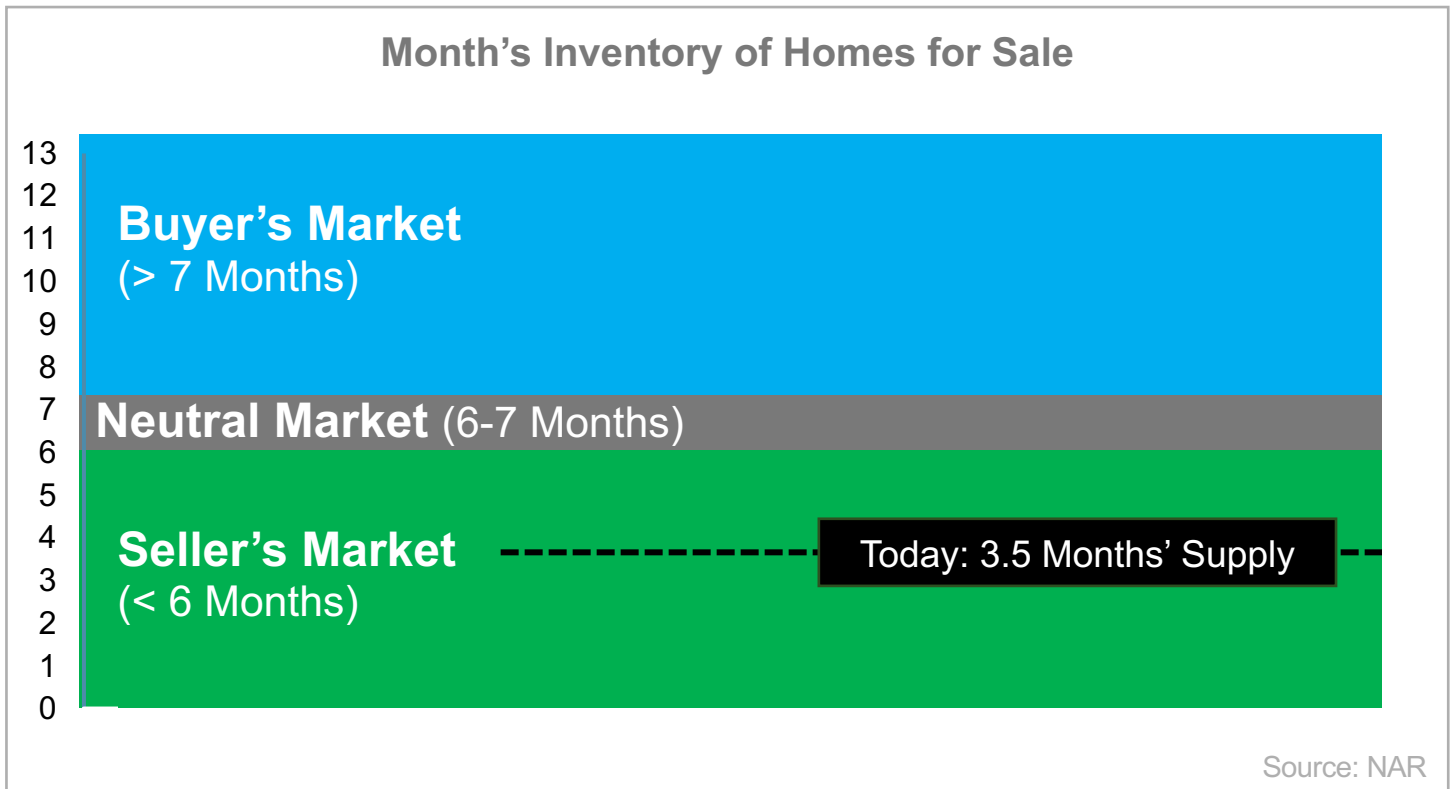 Month’s Inventory of Homes for Sale
13
12
11
10
9
8
7
6
5
4
3
2
1
0
Buyer’s Market
(> 7 Months)
Neutral Market (6-7 Months)
Seller’s Market
(< 6 Months)
Today: 3.5 Months’ Supply
Source: NAR